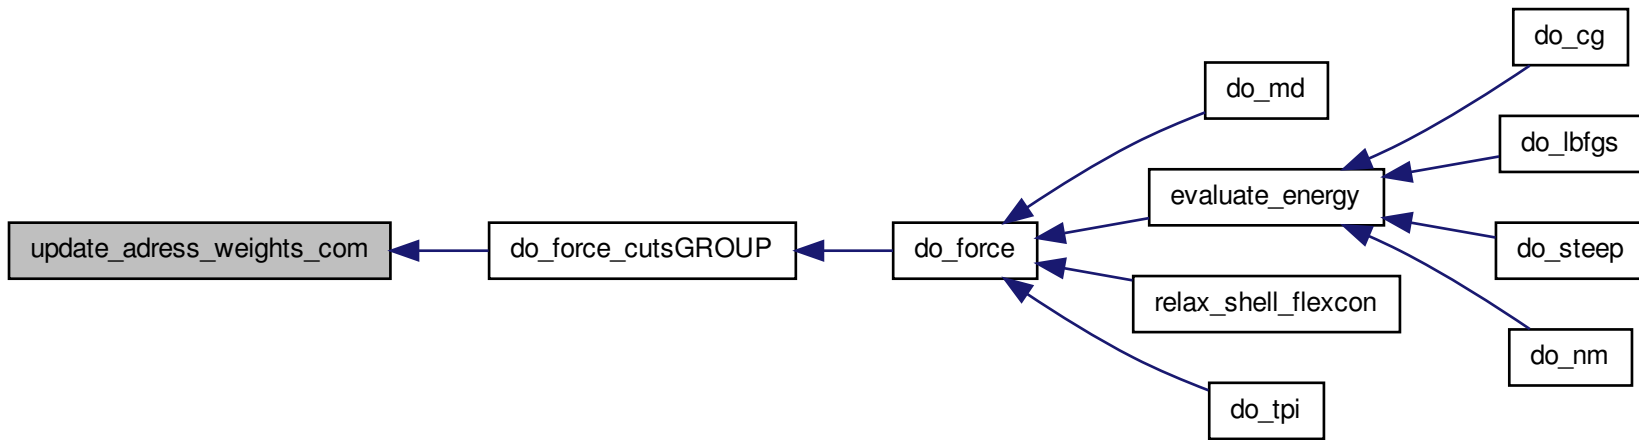 update_adress_weights_com
do_force_cutsGROUP
do_force
do_md
evaluate_energy
relax_shell_flexcon
do_tpi
do_cg
do_lbfgs
do_steep
do_nm